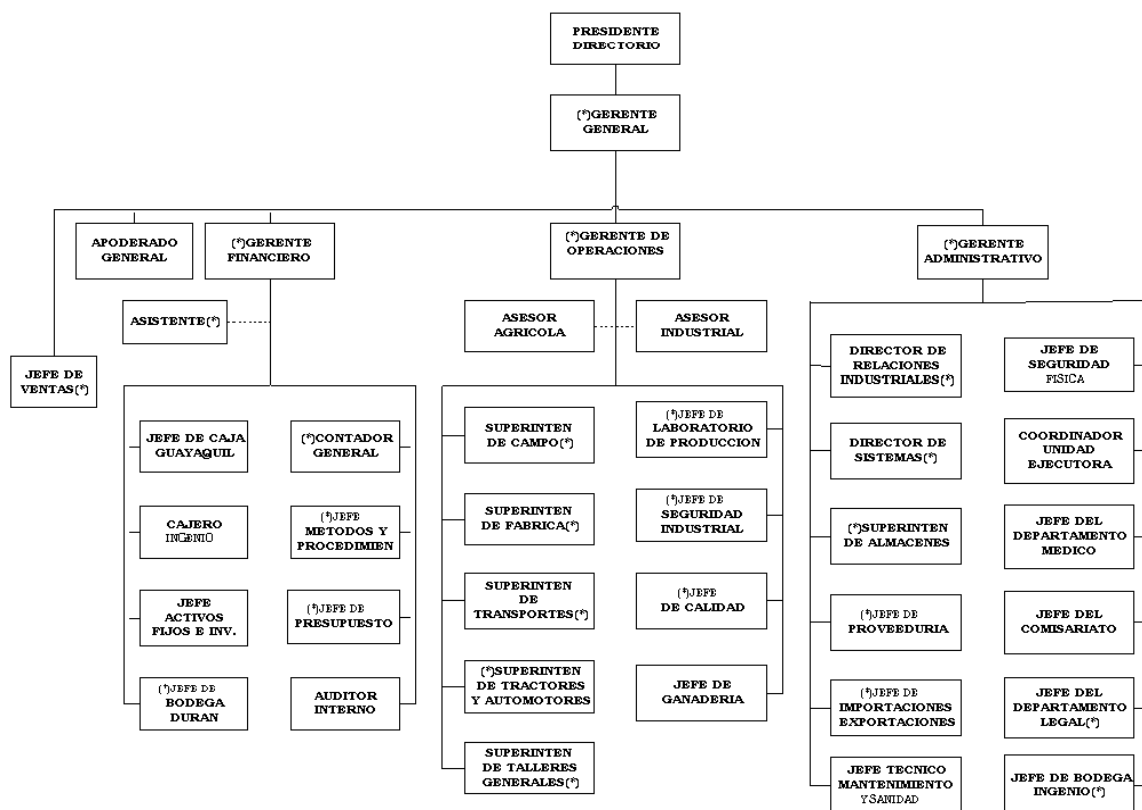 PRESIDENTE
DIRECTORIO
(*)GERENTE
GENERAL
APODERADO
GENERAL
(*)GERENTE
FINANCIERO
(*)GERENTE DE
OPERACIONES
(*)GERENTE
ADMINISTRATIVO
ASISTENTE(*)
ASESOR
AGRICOLA
ASESOR
INDUSTRIAL
JEFE DE
VENTAS(*)
JEFE DE CAJA
GUAYAQUIL
(*)CONTADOR
GENERAL
CAJERO
INGENIO
(*)JEFE
METODOS Y
PROCEDIMIEN
JEFE
ACTIVOS
FIJOS E INV.
(*)JEFE DE
PRESUPUESTO
(*)JEFE DE
BODEGA
DURAN
AUDITOR
INTERNO
SUPERINTEN
DE CAMPO(*)
(*)JEFE DE
LABORATORIO
DE PRODUCCION
SUPERINTEN
DE FABRICA(*)
(*)JEFE DE
SEGURIDAD
INDUSTRIAL
SUPERINTEN
DE
TRANSPORTES(*)
(*)JEFE
DE CALIDAD
(*)SUPERINTEN
DE TRACTORES
Y AUTOMOTORES
JEFE DE
GANADERIA
SUPERINTEN
DE TALLERES
GENERALES(*)
DIRECTOR DE
RELACIONES
INDUSTRIALES(*)
JEFE DE
SEGURIDAD
FISICA
DIRECTOR DE
SISTEMAS(*)
COORDINADOR
UNIDAD
EJECUTORA
(*)SUPERINTEN
DE ALMACENES
JEFE DEL
DEPARTAMENTO
MEDICO
(*)JEFE DE
PROVEEDURIA
JEFE DEL
COMISARIATO
(*)JEFE DE
IMPORTACIONES
EXPORTACIONES
JEFE DEL
DEPARTAMENTO
LEGAL(*)
JEFE TECNICO
MANTENIMIENTO
Y SANIDAD
JEFE DE BODEGA
INGENIO(*)